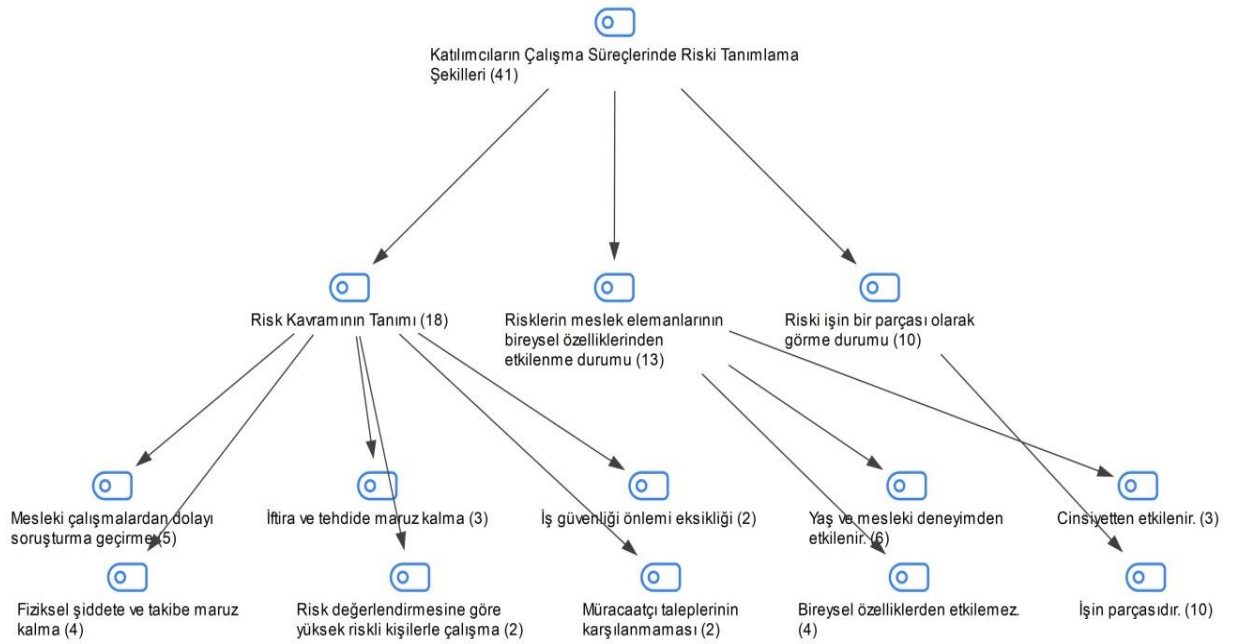 Katılımcıların Çalışma Süreçlerinde Riski Tanımlama
Şekilleri (41)
Risk Kavramının Tanımı (18)
Risklerin meslek elemanlarının
bireysel özelliklerinden
etkilenme durumu (13)
Riski işin bir parçası olarak
görme durumu (10)
Mesleki çalışmalardan dolayı
soruşturma geçirme (5)
İftira ve tehdide maruz kalma (3)
İş güvenliği önlemi eksikliği (2)
Yaş ve mesleki deneyimden
etkilenir. (6)
Cinsiyetten etkilenir. (3)
Fiziksel şiddete ve takibe maruz
kalma (4)
Risk değerlendirmesine göre
yüksek riskli kişilerle çalışma (2)
Müracaatçı taleplerinin
karşılanmaması (2)
Bireysel özelliklerden etkilemez.
(4)
İşin parçasıdır. (10)